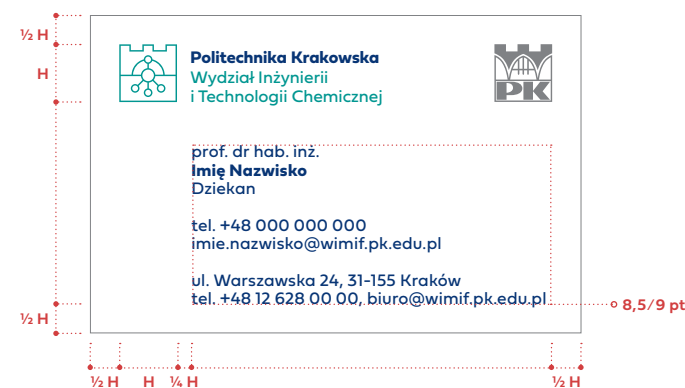 ½ H
H
Politechnika Krakowska
Wydział Inżynierii
i Technologii Chemicznej
PK
prof. dr hab. inż.
Imię Nazwisko
Dziekan
tel. +48 000 000 000
imie.nazwisko@wimif.pk.edu.pl
ul. Warszawska 24, 31-155 Kraków
tel. +48 12 628 00 00, biuro@wimif.pk.edu.pl
8,5/9 pt
½ H
½ H H ¼ H ½ H